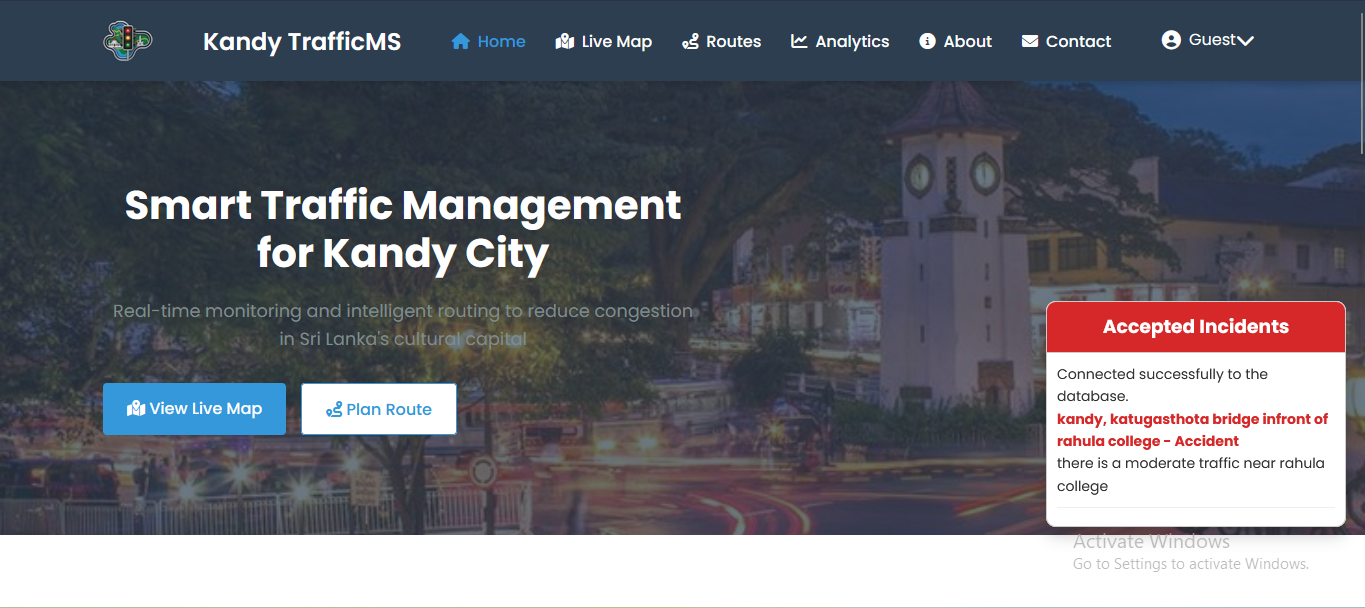 Kandy TrafficMS
Home
Live Map
Routes
Analytics
About
Contact
Guest
Smart Traffic Management
for Kandy City
Real-time monitoring and intelligent routing to reduce congestion
in Sri Lanka's cultural capital
View Live Map
Plan Route
Accepted Incidents
Connected successfully to the
database.
kandy, katugasthota bridge infront of
rahula college - Accident
there is a moderate traffic near rahula
college
Activate Windows
Go to Settings to activate Windows.